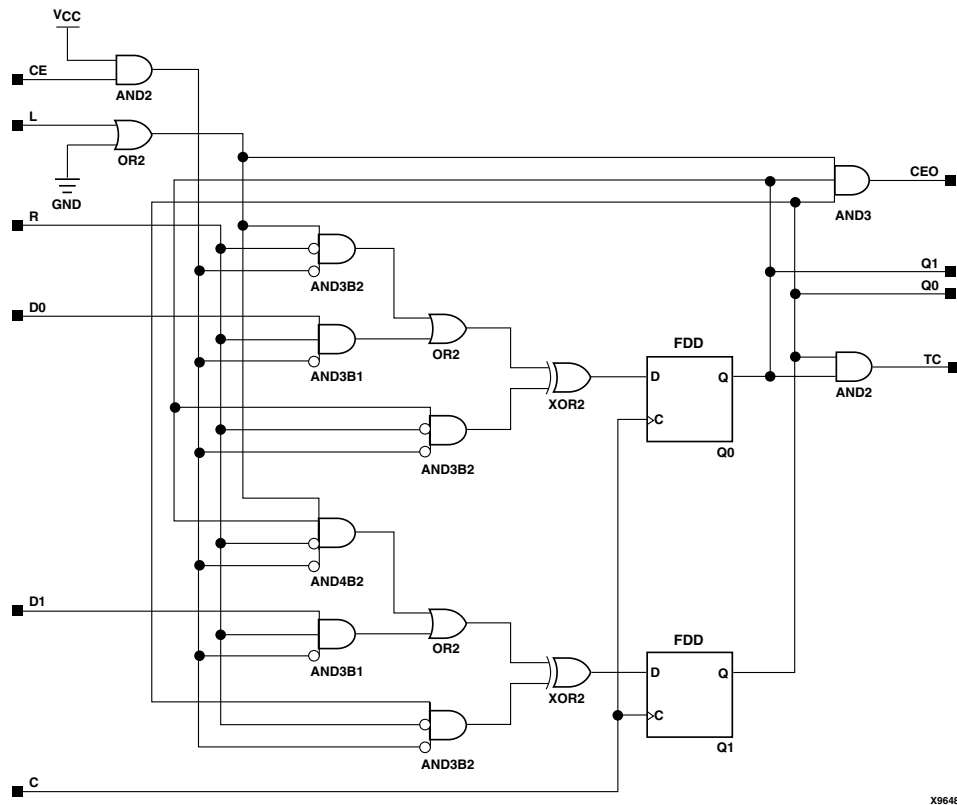 VCC
CE
AND2
L
OR2
GND
CEO
AND3
R
Q1
AND3B2
Q0
D0
OR2
FDD
AND3B1
D
Q
TC
XOR2
AND2
C
AND3B2
Q0
AND4B2
D1
OR2
FDD
AND3B1
D
Q
XOR2
C
Q1
AND3B2
C
X9648